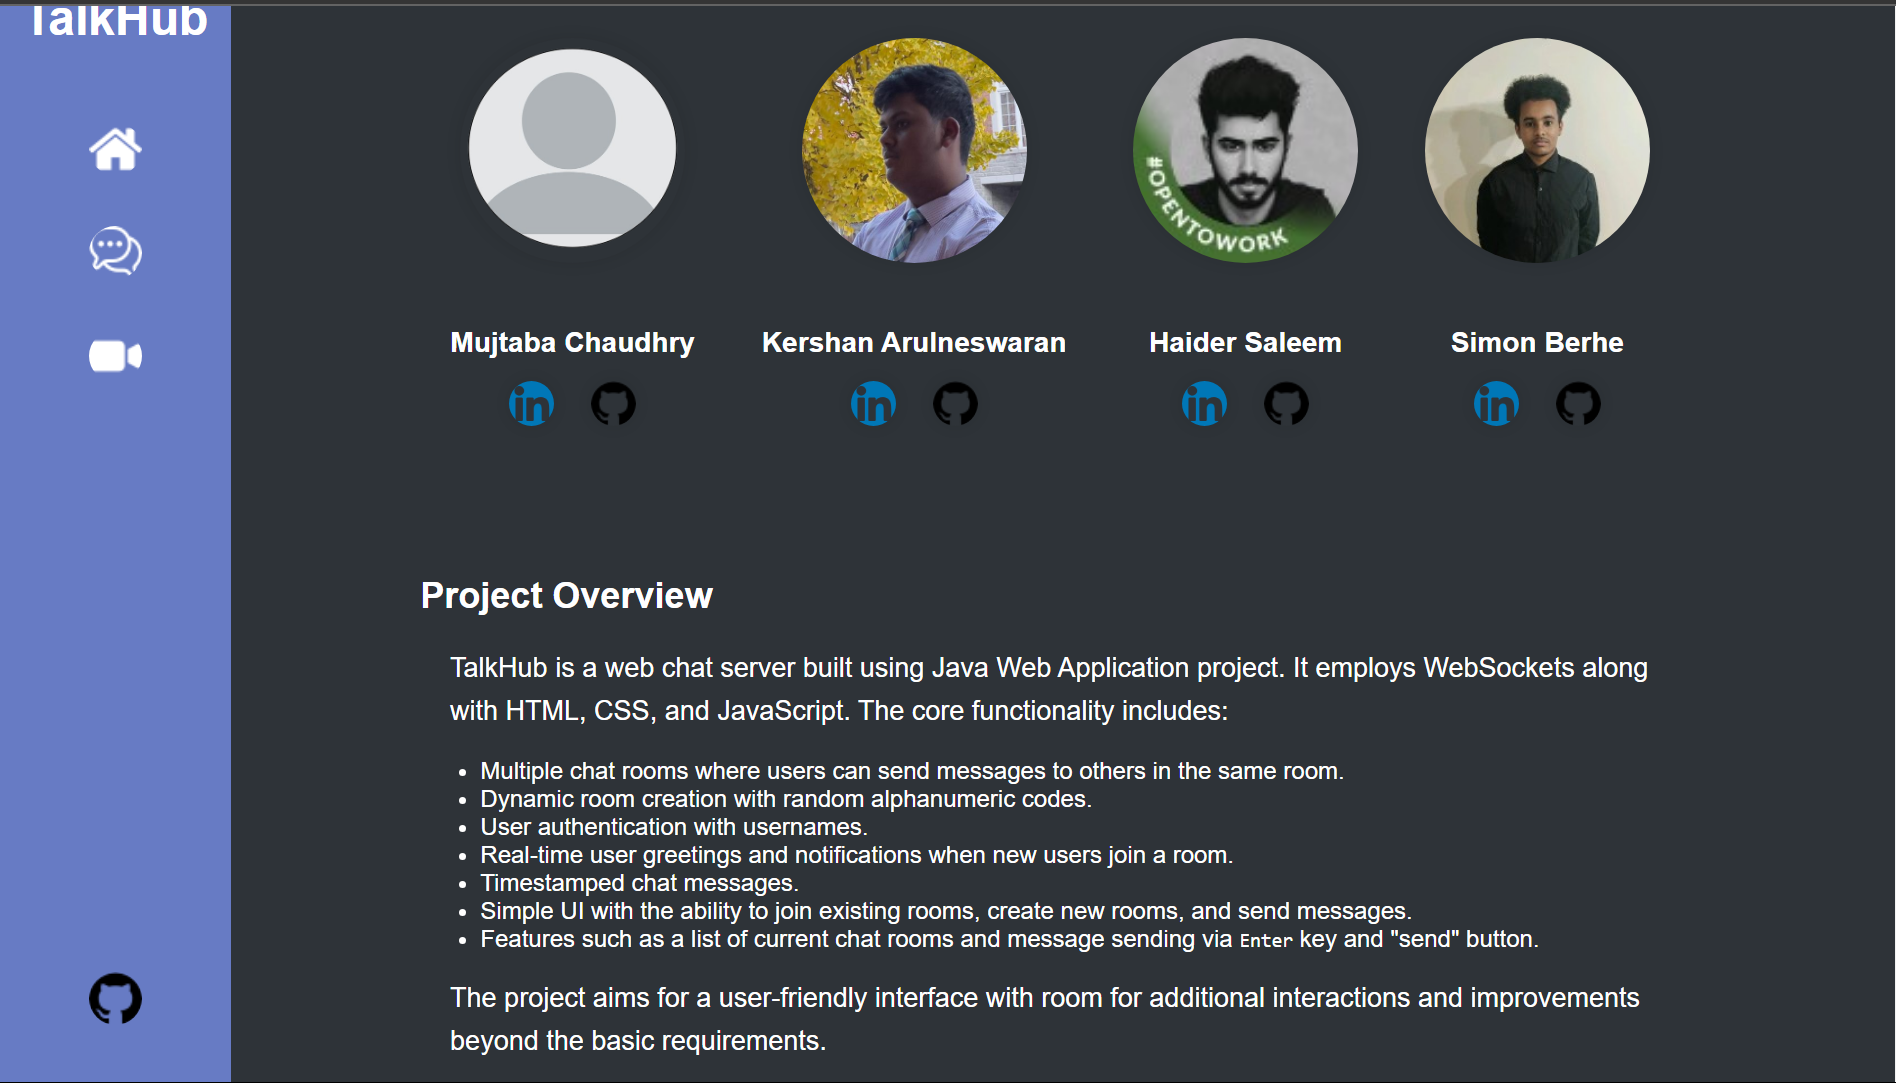 TalkHub
#OPENTOWORK
Mujtaba Chaudhry
Kershan Arulneswaran
Haider Saleem
Simon Berhe
in
in
in
in
Project Overview
TalkHub is a web chat server built using Java Web Application project. It employs WebSockets along
with HTML, CSS, and JavaScript. The core functionality includes:
• Multiple chat rooms where users can send messages to others in the same room.
• Dynamic room creation with random alphanumeric codes.
• User authentication with usernames.
• Real-time user greetings and notifications when new users join a room.
• Timestamped chat messages.
• Simple UI with the ability to join existing rooms, create new rooms, and send messages.
• Features such as a list of current chat rooms and message sending via Enter key and "send" button.
The project aims for a user-friendly interface with room for additional interactions and improvements
beyond the basic requirements.